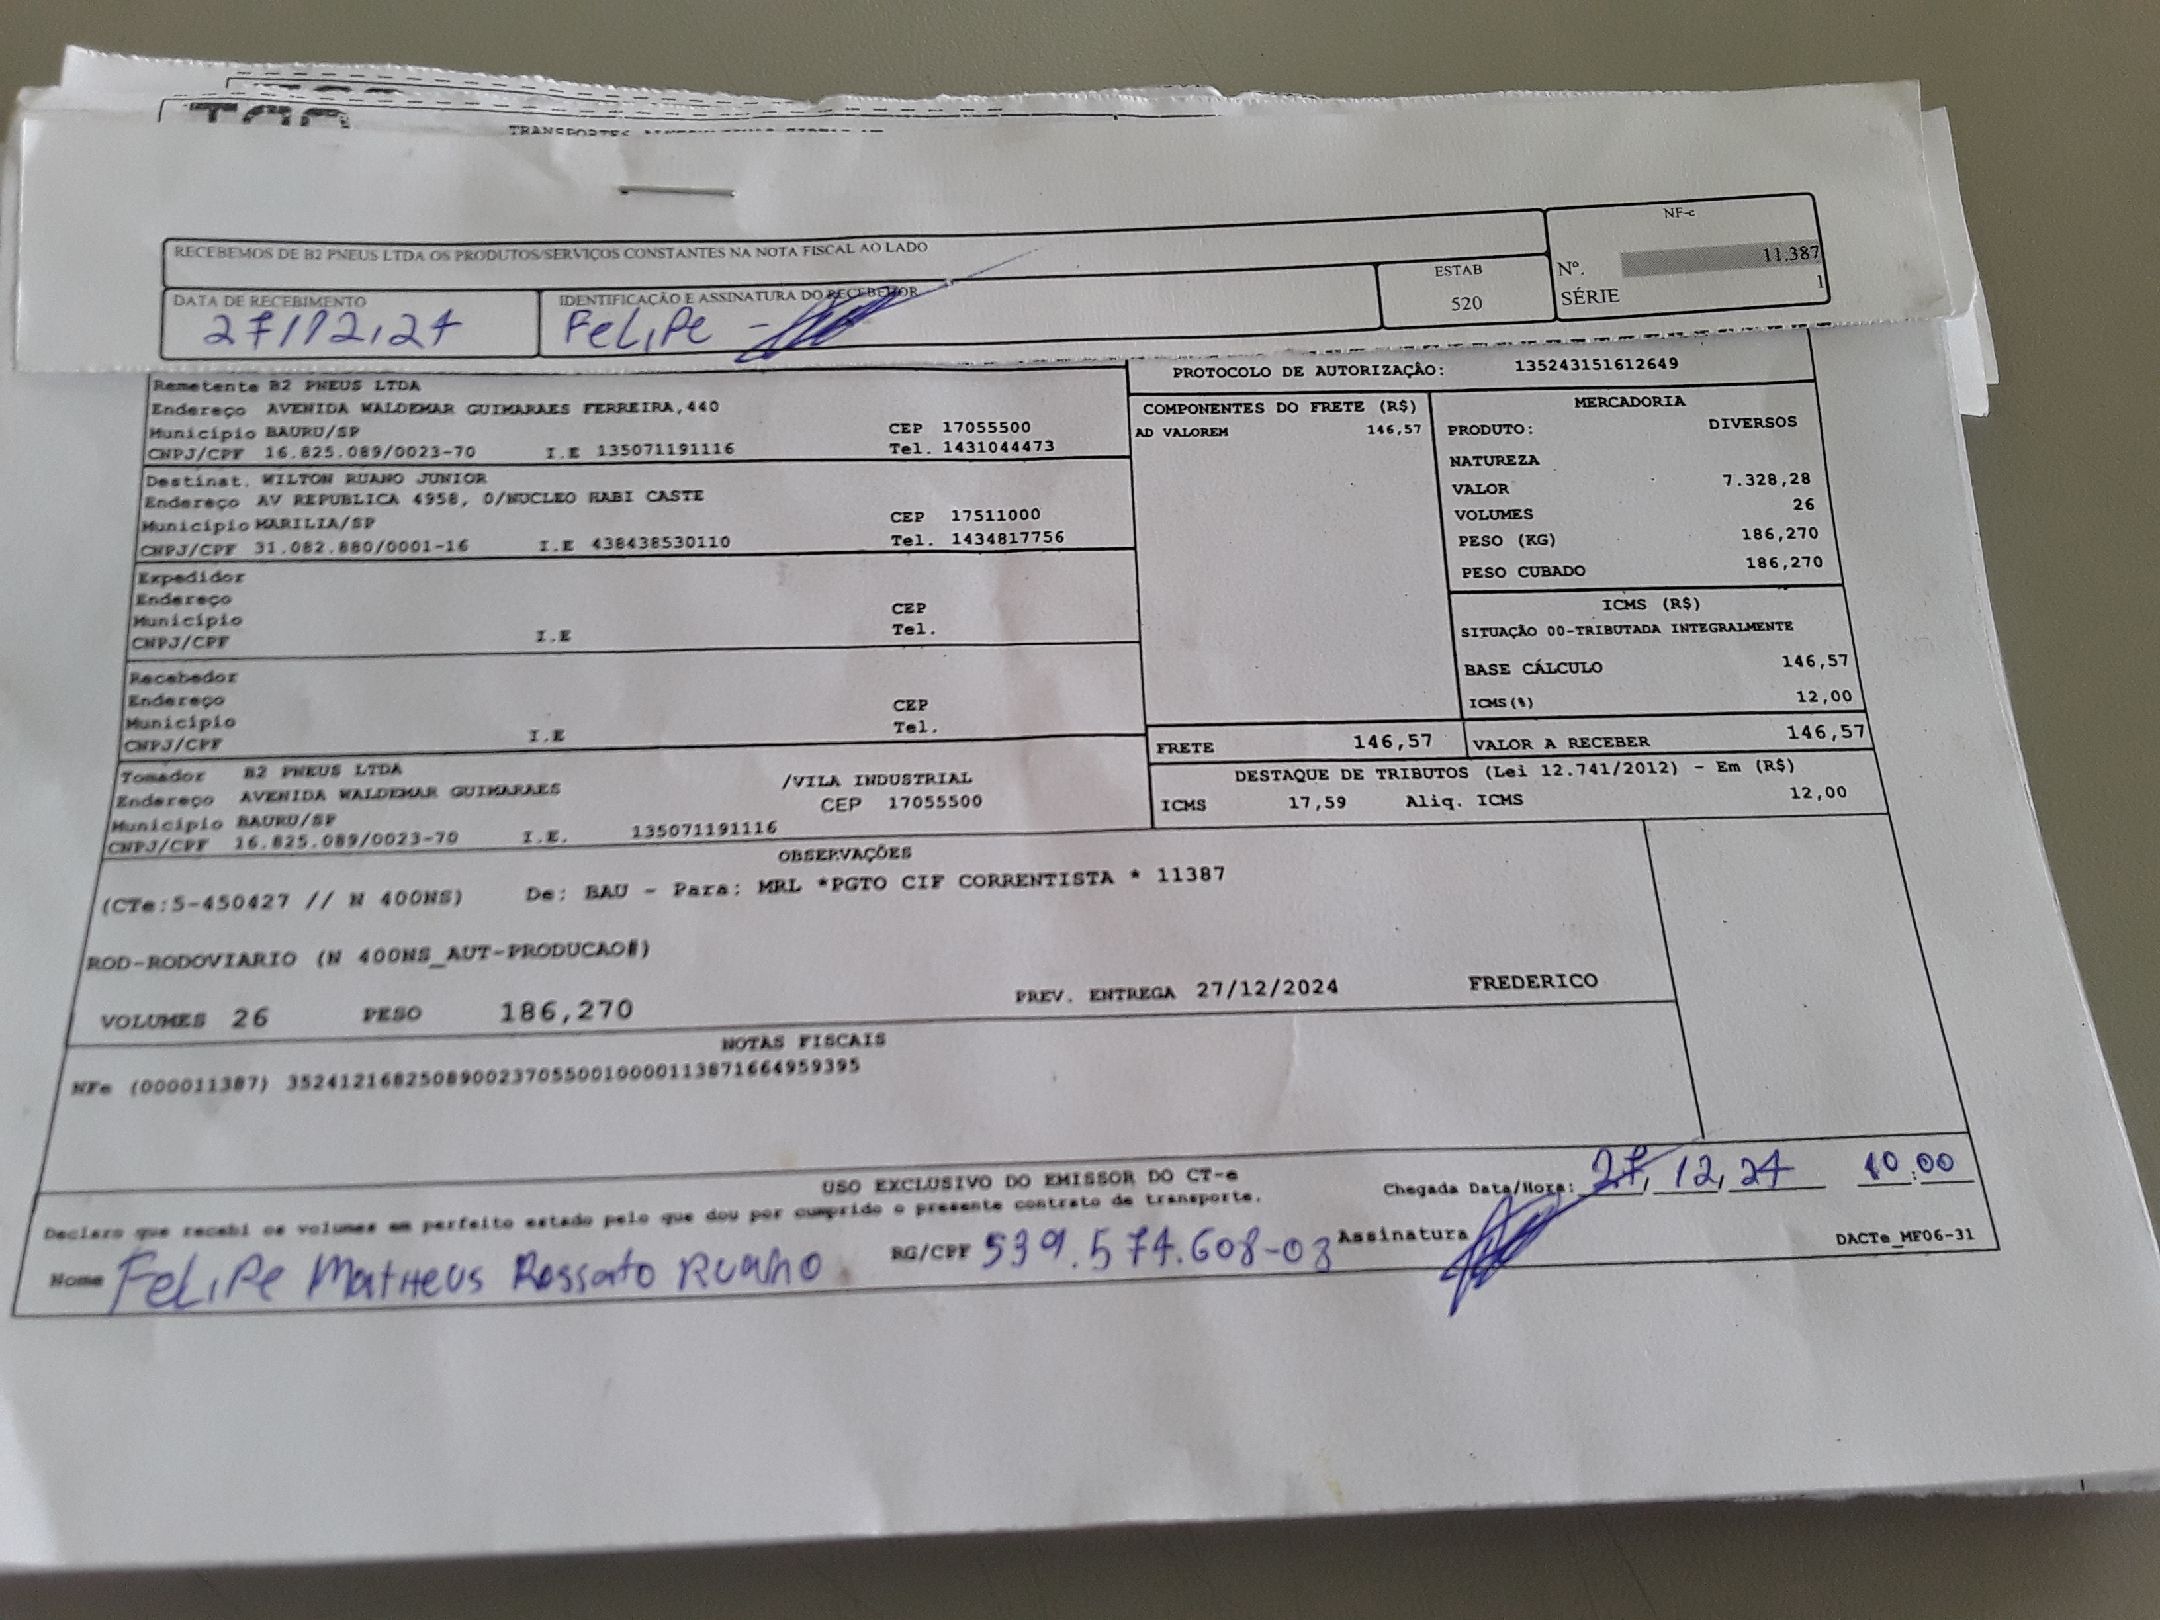 RECEBEMOS DE B2 PNEUS LTDA OS PRODUTOS/SERVIÇOS CONSTANTES NA NOTA FISCAL AO LADO
NF-e
Nº. 11.387
SÉRIE 1
ESTAB
520
DATA DE RECEBIMENTO
27/12/24
IDENTIFICAÇÃO E ASSINATURA DO RECEBEDOR
FeLiPe
Remetente B2 PNEUS LTDA
Endereço AVENIDA WALDEMAR GUIMARAES FERREIRA,440
Município BAURU/SP CEP 17055500
CNPJ/CPF 16.825.089/0023-70 I.E 135071191116 Tel. 1431044473
Destinat. WILTON RUANO JUNIOR
Endereço AV REPUBLICA 4958, 0/NUCLEO HABI CASTE
Município MARILIA/SP CEP 17511000
CNPJ/CPF 31.082.880/0001-16 I.E 438438530110 Tel. 1434817756
Expedidor
Endereço
Município CEP
CNPJ/CPF I.E Tel.
Recebedor
Endereço
Município CEP
CNPJ/CPF I.E Tel.
Tomador B2 PNEUS LTDA
Endereço AVENIDA WALDEMAR GUIMARAES /VILA INDUSTRIAL
Município BAURU/SP CEP 17055500
CNPJ/CPF 16.825.089/0023-70 I.E. 135071191116
PROTOCOLO DE AUTORIZAÇÃO: 135243151612649
COMPONENTES DO FRETE (R$)
AD VALOREM 146,57
MERCADORIA
PRODUTO: DIVERSOS
NATUREZA
VALOR 7.328,28
VOLUMES 26
PESO (KG) 186,270
PESO CUBADO 186,270
ICMS (R$)
SITUAÇÃO 00-TRIBUTADA INTEGRALMENTE
BASE CÁLCULO 146,57
ICMS(%) 12,00
FRETE 146,57 VALOR A RECEBER 146,57
DESTAQUE DE TRIBUTOS (Lei 12.741/2012) - Em (R$)
ICMS 17,59 Aliq. ICMS 12,00
OBSERVAÇÕES
(CTe:5-450427 // N 400NS) De: BAU - Para: MRL *PGTO CIF CORRENTISTA * 11387
ROD-RODOVIARIO (N 400NS_AUT-PRODUCAO#)
VOLUMES 26 PESO 186,270 PREV. ENTREGA 27/12/2024 FREDERICO
NOTAS FISCAIS
NFe (000011387) 35241216825089002370550010000113871664959395
USO EXCLUSIVO DO EMISSOR DO CT-e
Declaro que recebi os volumes em perfeito estado pelo que dou por cumprido o presente contrato de transporte.
Chegada Data/Hora: 27, 12, 24 10:00
Nome FeLiPe MatHeus Rossato RuaNo RG/CPF 539.574.608-03 Assinatura
DACTe_MF06-31